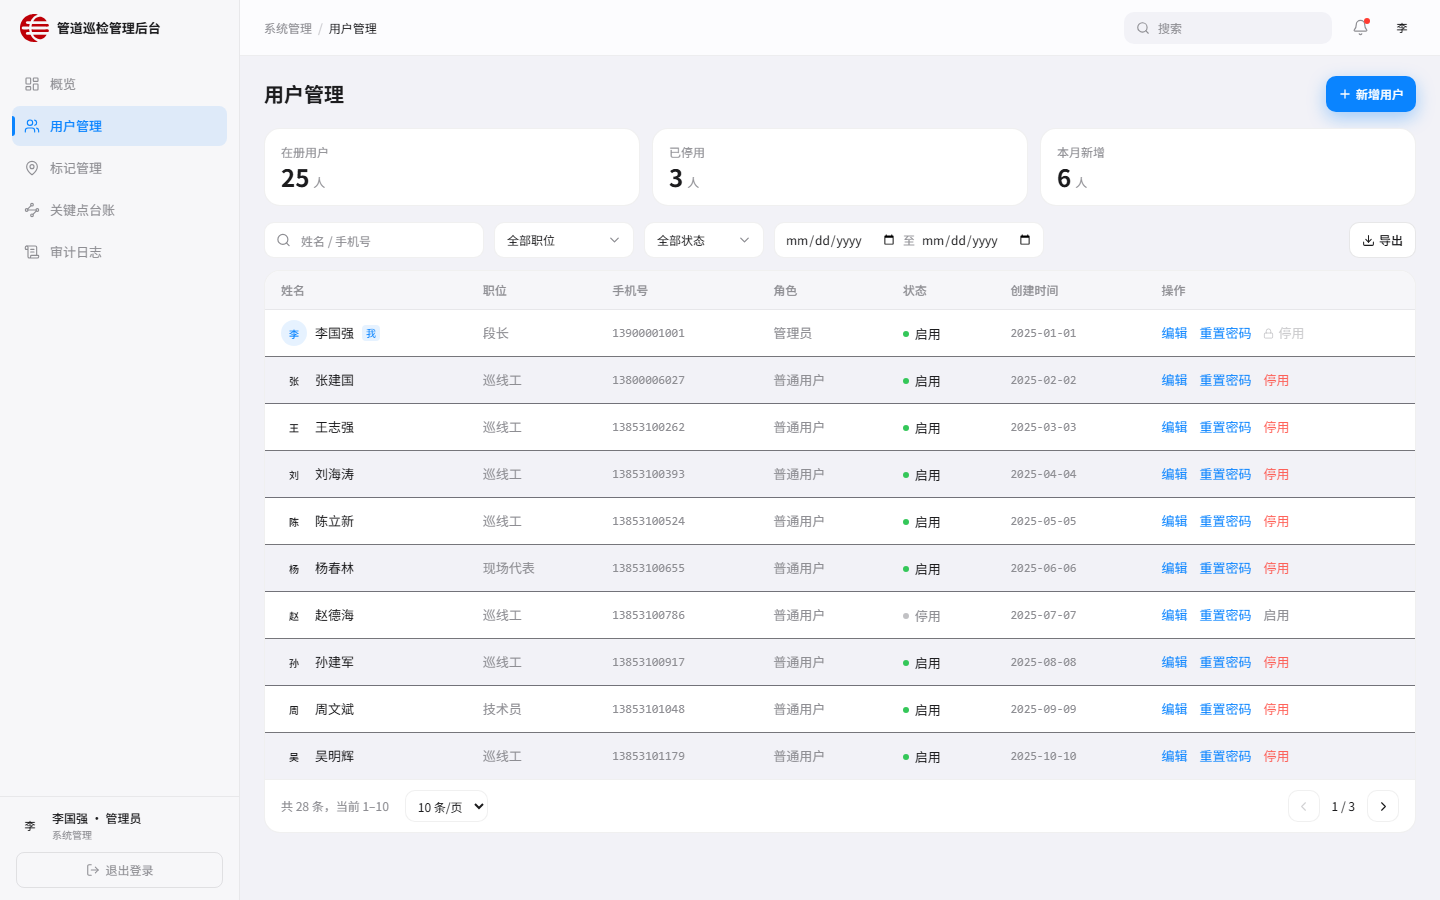 管道巡检管理后台
系统管理 / 用户管理
搜索
李
概览
用户管理
标记管理
关键点台账
审计日志
用户管理
新增用户
在册用户
25 人
已停用
3 人
本月新增
6 人
姓名 / 手机号
全部职位
全部状态
mm/dd/yyyy 至 mm/dd/yyyy
导出
姓名 职位 手机号 角色 状态 创建时间 操作
李 李国强 我 段长 13900001001 管理员 启用 2025-01-01 编辑 重置密码 停用
张 张建国 巡线工 13800006027 普通用户 启用 2025-02-02 编辑 重置密码 停用
王 王志强 巡线工 13853100262 普通用户 启用 2025-03-03 编辑 重置密码 停用
刘 刘海涛 巡线工 13853100393 普通用户 启用 2025-04-04 编辑 重置密码 停用
陈 陈立新 巡线工 13853100524 普通用户 启用 2025-05-05 编辑 重置密码 停用
杨 杨春林 现场代表 13853100655 普通用户 启用 2025-06-06 编辑 重置密码 停用
赵 赵德海 巡线工 13853100786 普通用户 停用 2025-07-07 编辑 重置密码 启用
孙 孙建军 巡线工 13853100917 普通用户 启用 2025-08-08 编辑 重置密码 停用
周 周文斌 技术员 13853101048 普通用户 启用 2025-09-09 编辑 重置密码 停用
吴 吴明辉 巡线工 13853101179 普通用户 启用 2025-10-10 编辑 重置密码 停用
共 28 条，当前 1–10
10 条/页
1 / 3
李
李国强 · 管理员
系统管理
退出登录